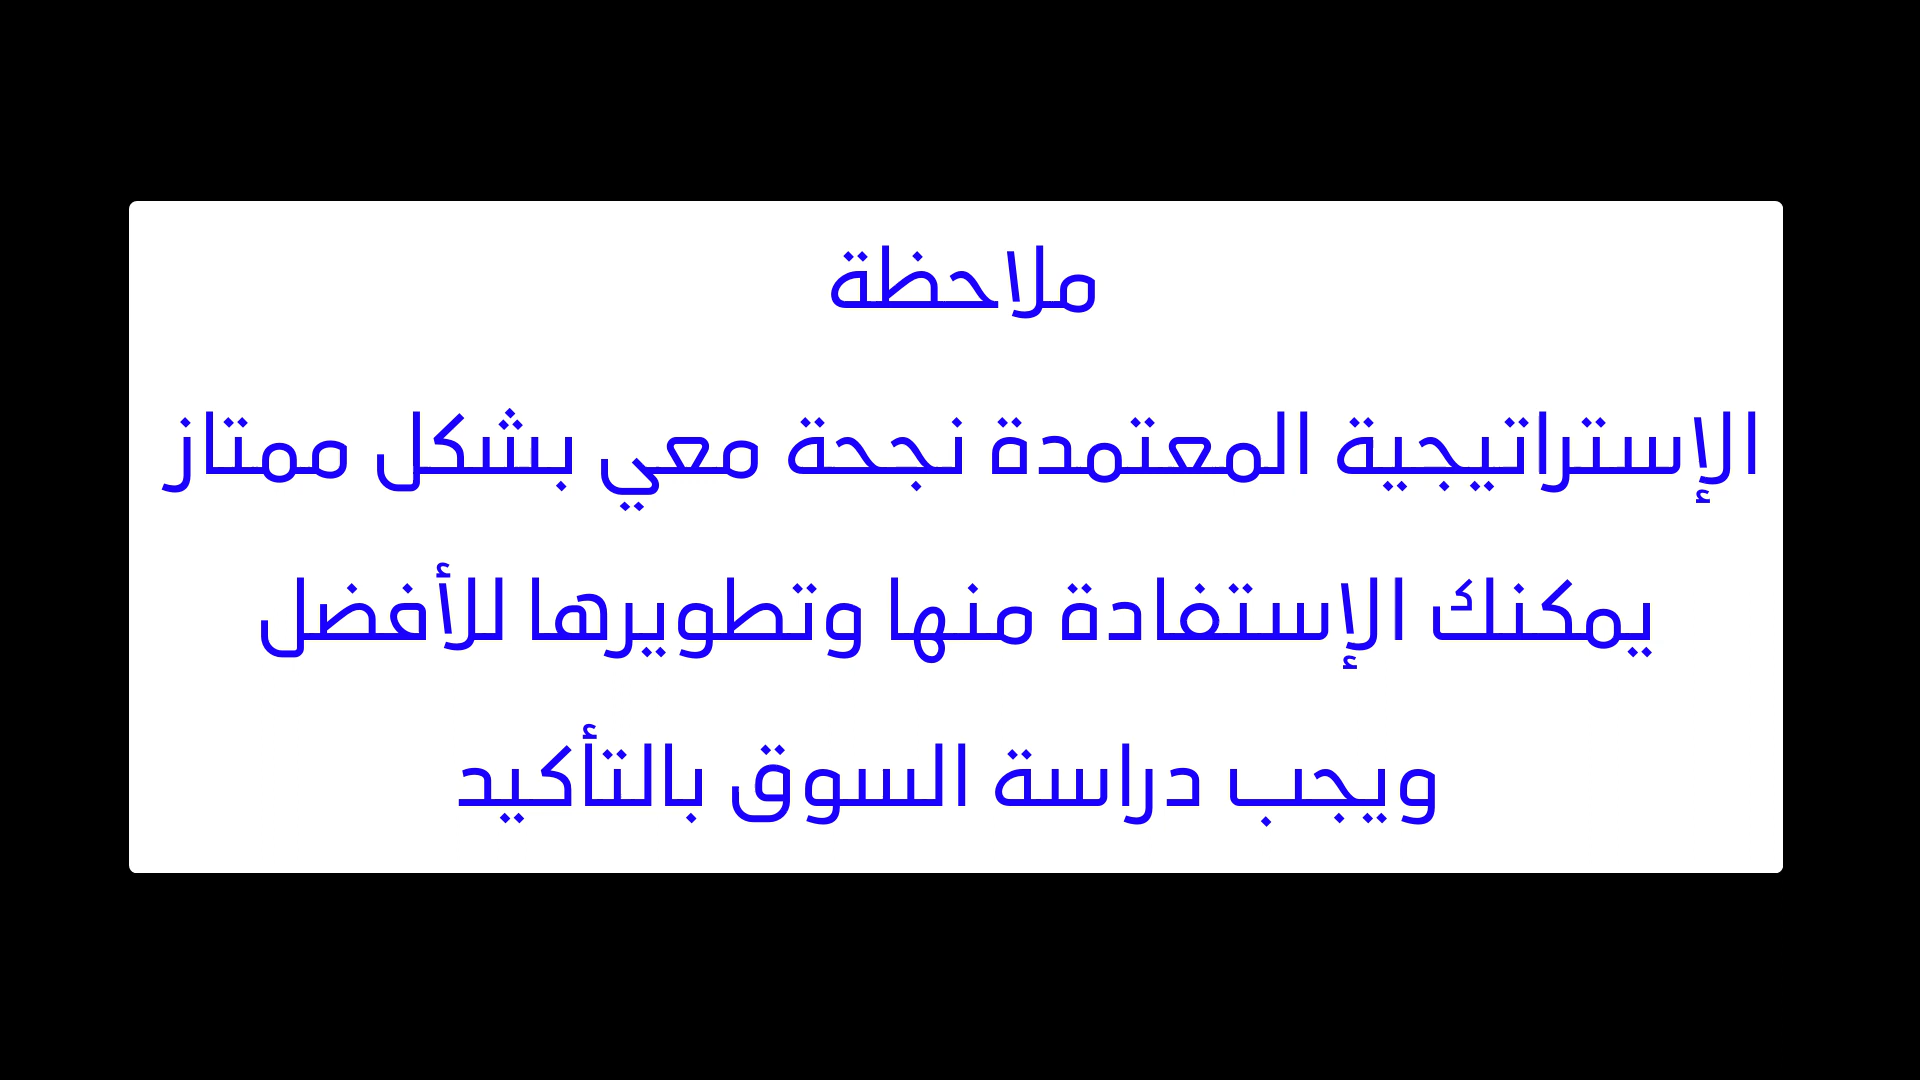 ملاحظة
الإستراتيجية المعتمدة نجحة معي بشكل ممتاز
يمكنك الإستفادة منها وتطويرها للأفضل
ويجب دراسة السوق بالتأكيد